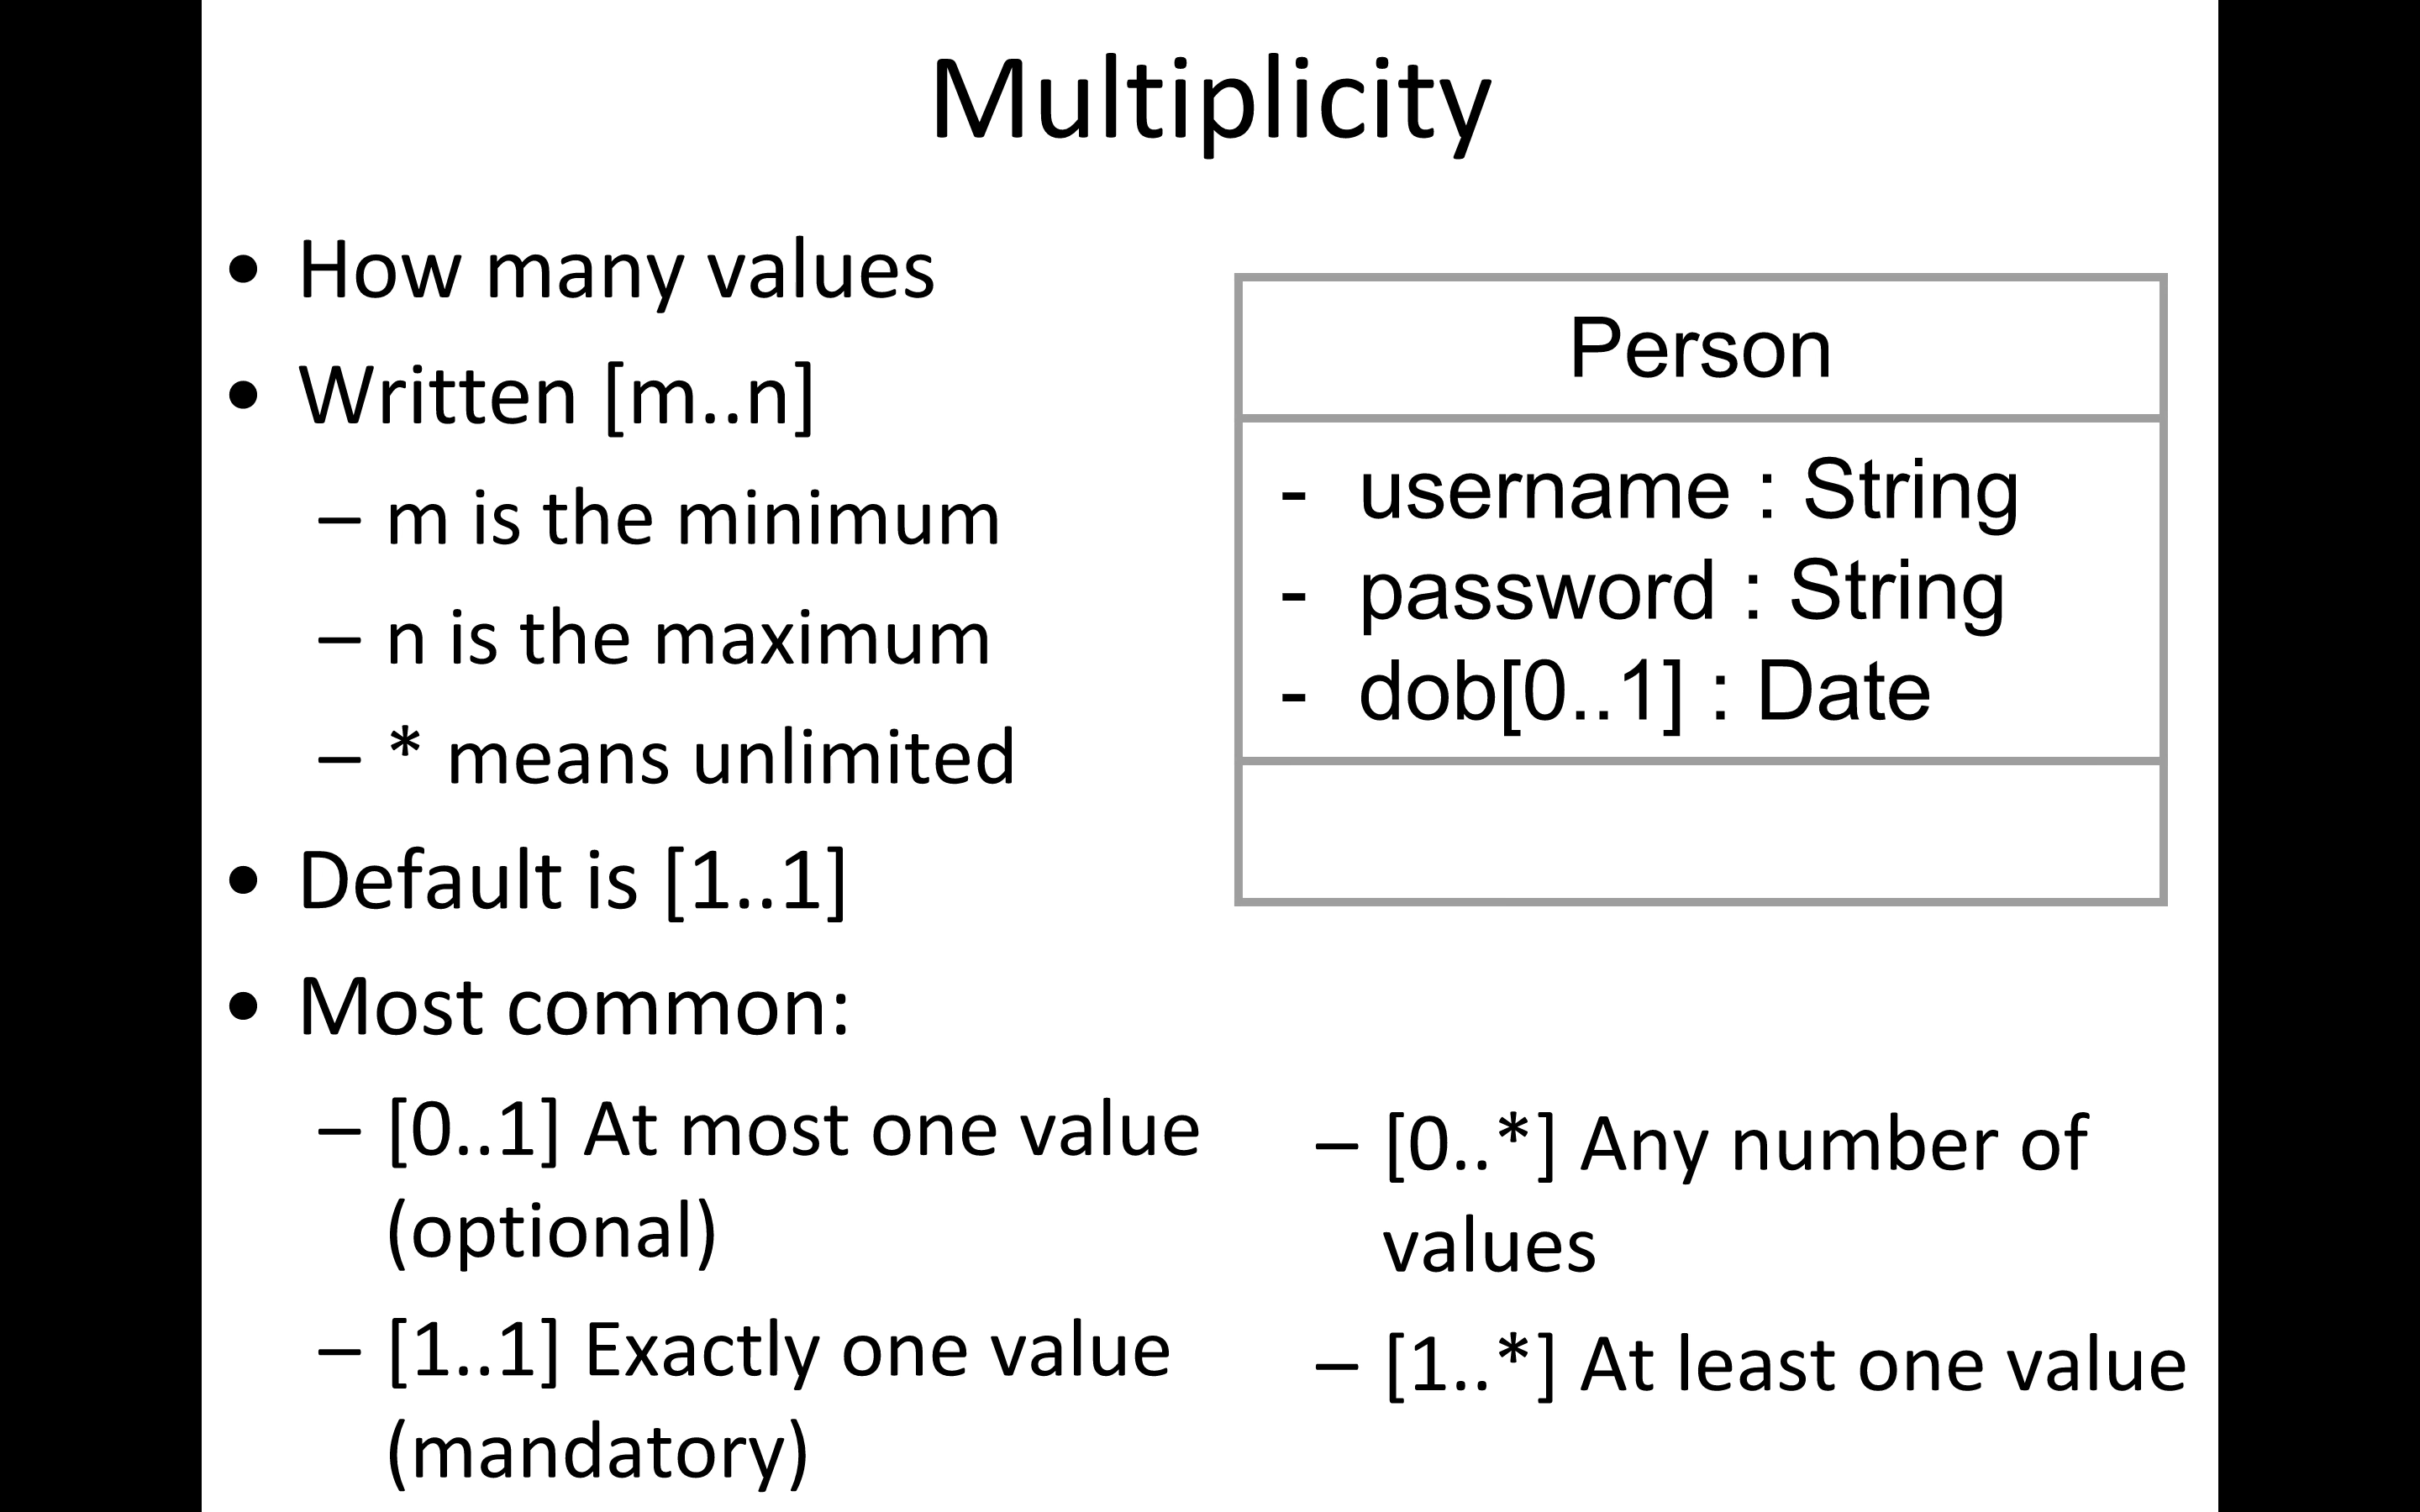 Multiplicity
• How many values
• Written [m..n]
– m is the minimum
– n is the maximum
– * means unlimited
• Default is [1..1]
• Most common:
– [0..1] At most one value
(optional)
– [1..1] Exactly one value
(mandatory)
– [0..*] Any number of
values
– [1..*] At least one value
Person
- username : String
- password : String
- dob[0..1] : Date